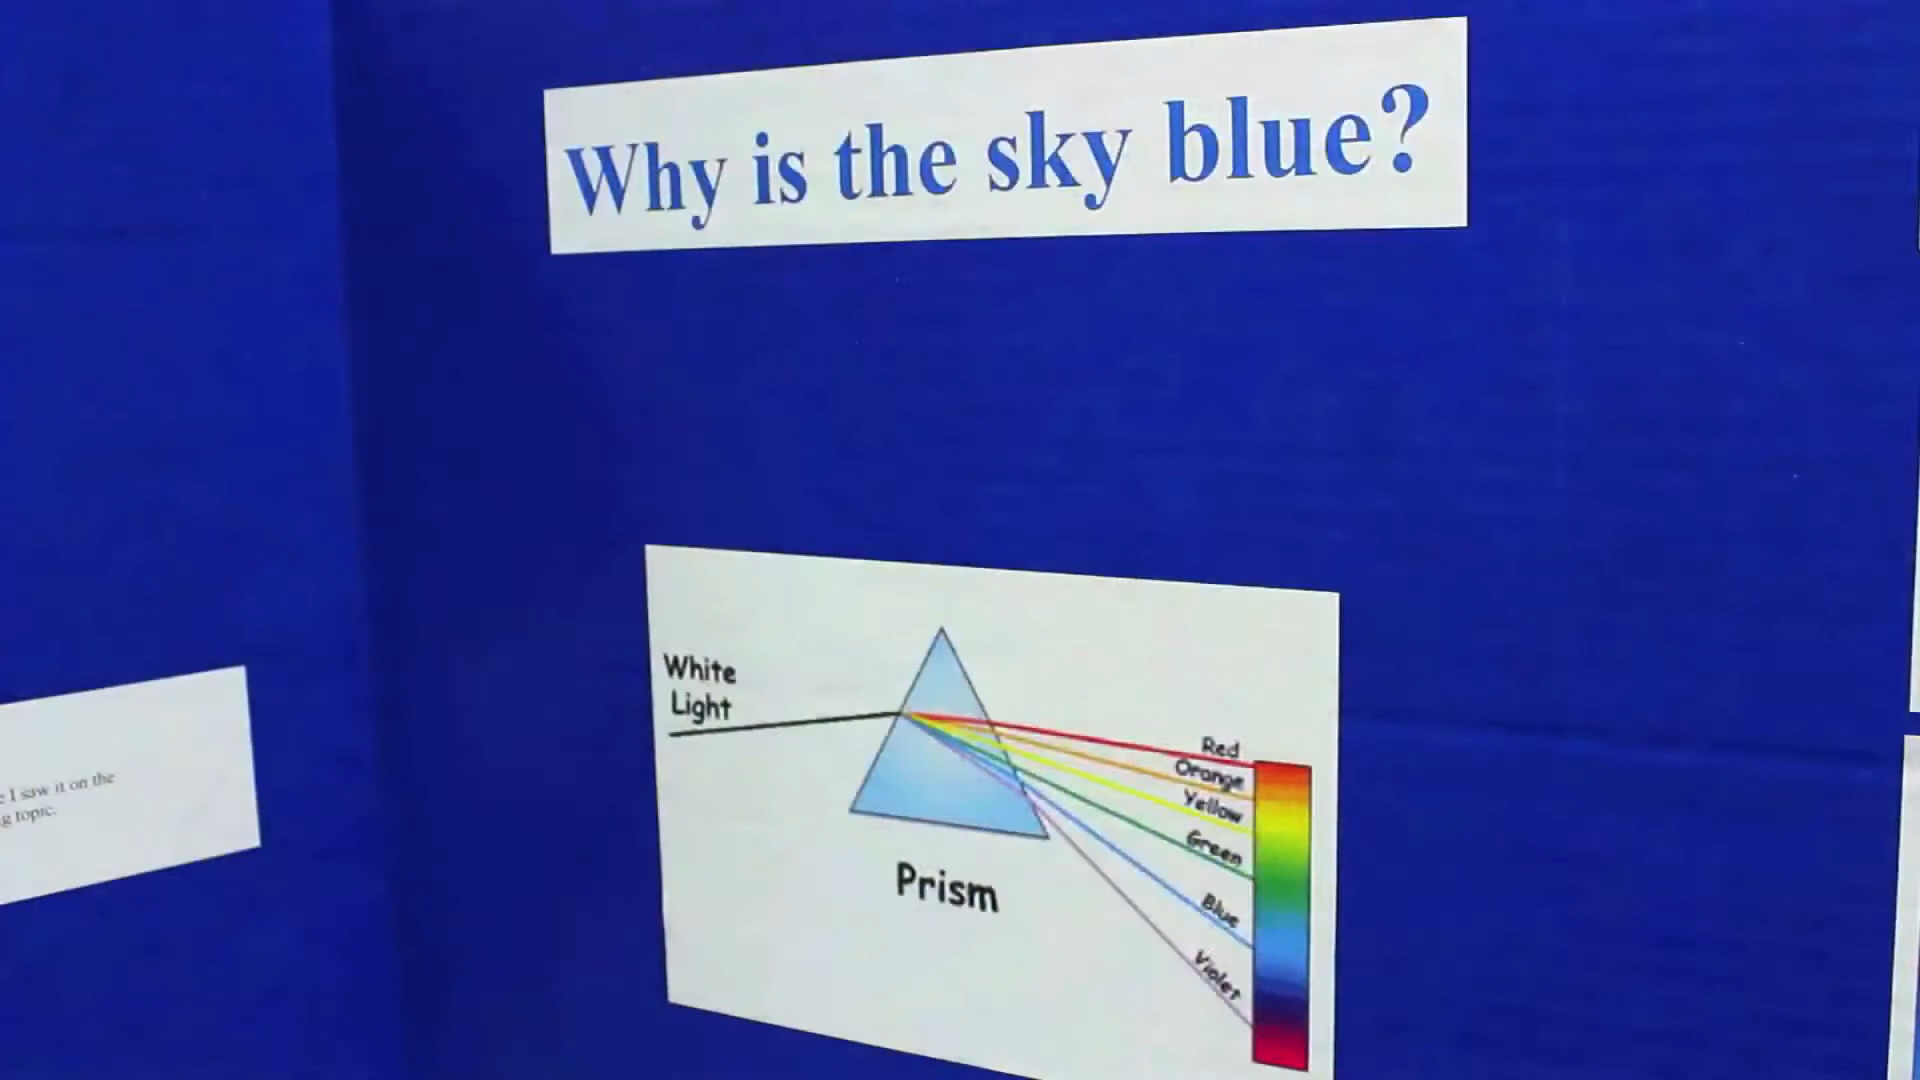 Why is the sky blue?
White
Light
Prism
Red
Orange
Yellow
Green
Blue
Violet
I saw it on the
topic.